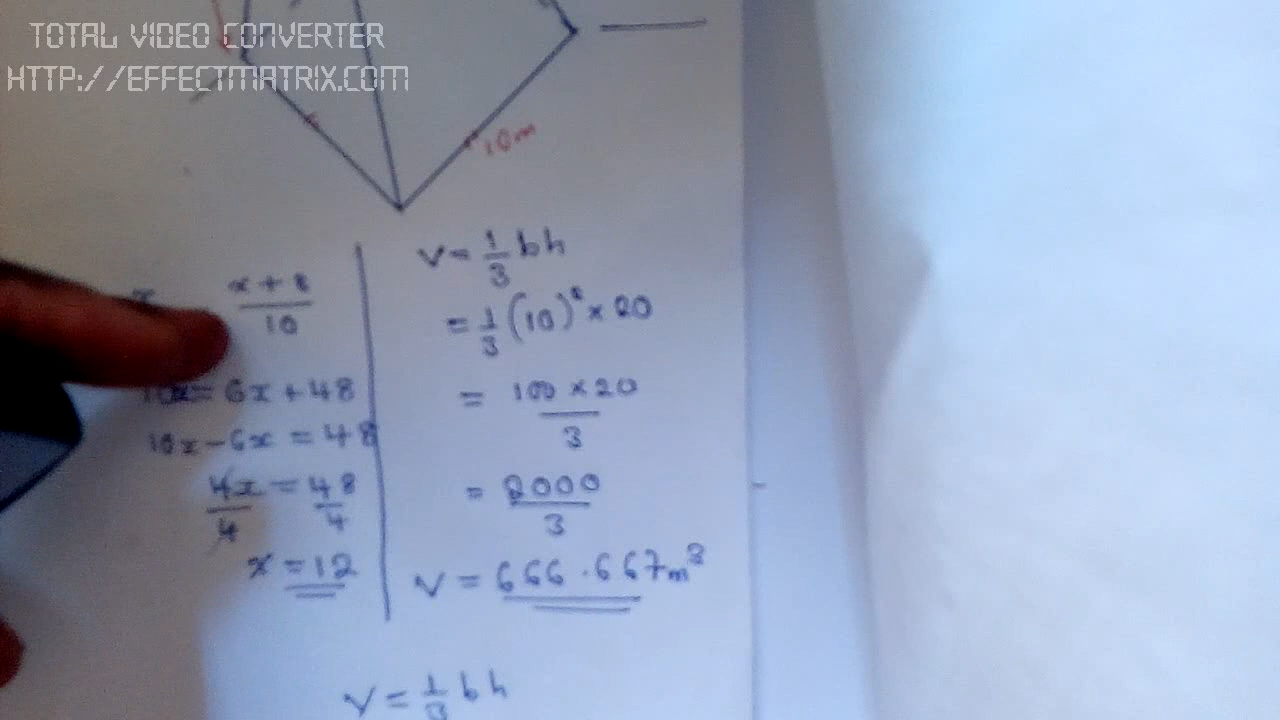 TOTAL VIDEO CONVERTER
HTTP://EFFECTMATRIX.COM
10m
x+8
10
10x=6x+48
10x-6x=48
4x=48
4 4
x=12
V=1/3 bh
=1/3(10)²×20
=100×20
3
=2000
3
V=666.667m³
V=1/3 bh